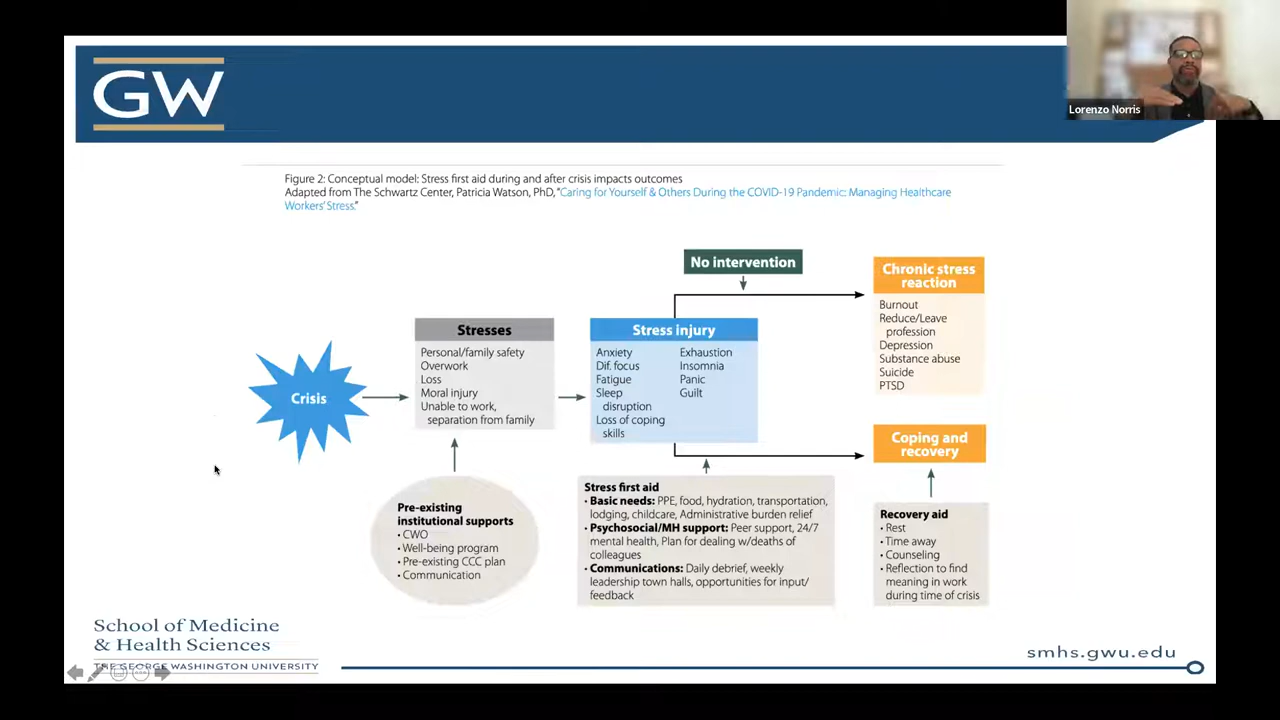 GW
Lorenzo Norris
Figure 2: Conceptual model: Stress first aid during and after crisis impacts outcomes
Adapted from The Schwartz Center, Patricia Watson, PhD, "Caring for Yourself & Others During the COVID-19 Pandemic: Managing Healthcare
Workers' Stress."
No intervention
Chronic stress
reaction
Burnout
Reduce/Leave
profession
Depression
Substance abuse
Suicide
PTSD
Crisis
Stresses
Personal/family safety
Overwork
Loss
Moral injury
Unable to work,
separation from family
Stress injury
Anxiety
Dif. focus
Fatigue
Sleep
disruption
Loss of coping
skills
Exhaustion
Insomnia
Panic
Guilt
Coping and
recovery
Pre-existing
institutional supports
• CWO
• Well-being program
• Pre-existing CCC plan
• Communication
Stress first aid
• Basic needs: PPE, food, hydration, transportation,
lodging, childcare, Administrative burden relief
• Psychosocial/MH support: Peer support, 24/7
mental health, Plan for dealing w/deaths of
colleagues
• Communications: Daily debrief, weekly
leadership town halls, opportunities for input/
feedback
Recovery aid
• Rest
• Time away
• Counseling
• Reflection to find
meaning in work
during time of crisis
School of Medicine
& Health Sciences
THE GEORGE WASHINGTON UNIVERSITY
smhs.gwu.edu